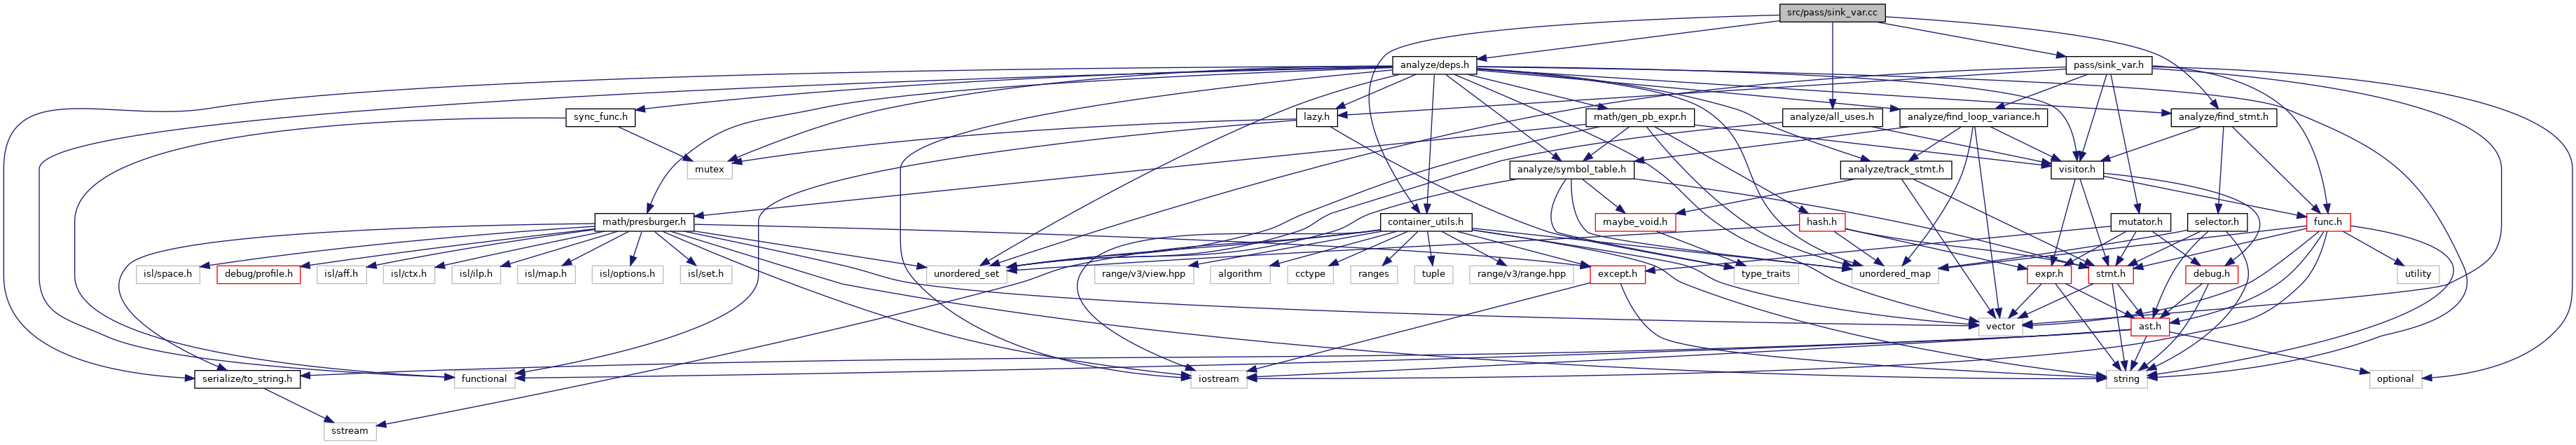 src/pass/sink_var.cc
analyze/deps.h
pass/sink_var.h
sync_func.h
lazy.h
math/gen_pb_expr.h
analyze/all_uses.h
analyze/find_loop_variance.h
analyze/find_stmt.h
mutex
analyze/symbol_table.h
analyze/track_stmt.h
visitor.h
math/presburger.h
container_utils.h
maybe_void.h
hash.h
mutator.h
selector.h
func.h
isl/space.h
debug/profile.h
isl/aff.h
isl/ctx.h
isl/ilp.h
isl/map.h
isl/options.h
isl/set.h
unordered_set
range/v3/view.hpp
algorithm
cctype
ranges
tuple
range/v3/range.hpp
except.h
type_traits
unordered_map
expr.h
stmt.h
debug.h
utility
vector
ast.h
serialize/to_string.h
functional
iostream
string
optional
sstream